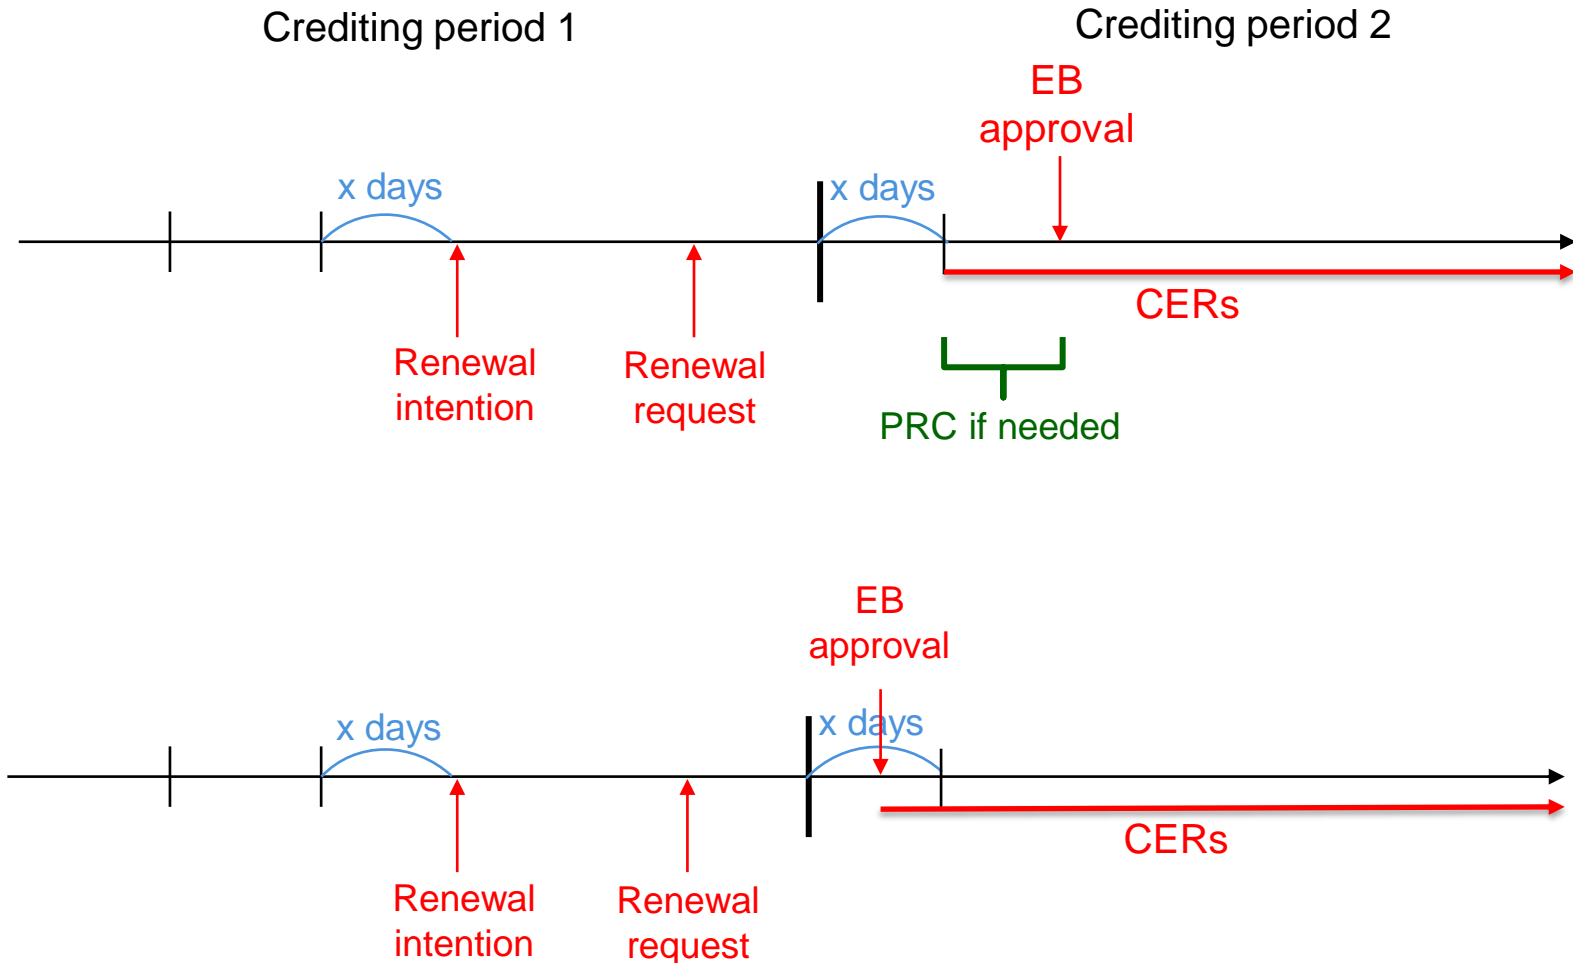 Crediting period 1
Crediting period 2
EB
approval
x days
x days
CERs
Renewal
intention
Renewal
request
PRC if needed
EB
approval
x days
x days
CERs
Renewal
intention
Renewal
request